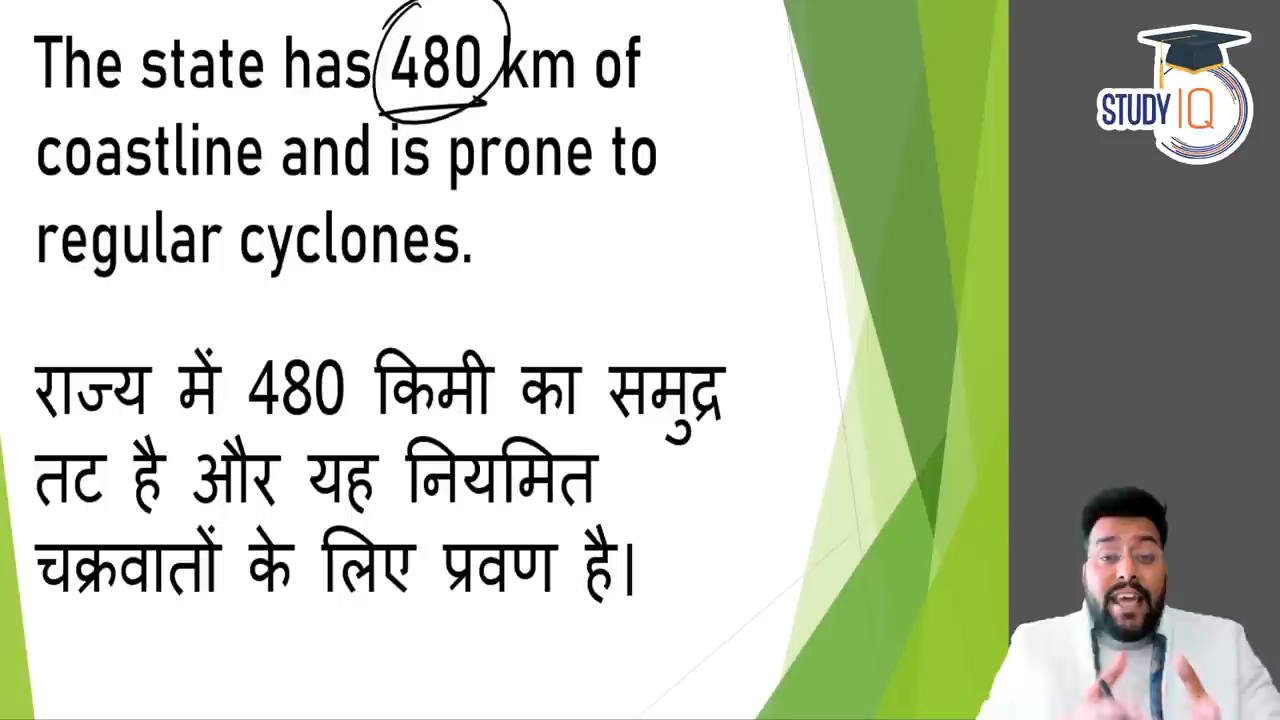 The state has 480 km of
coastline and is prone to
regular cyclones.
राज्य में 480 किमी का समुद्र
तट है और यह नियमित
चक्रवातों के लिए प्रवण है।
STUDY IQ